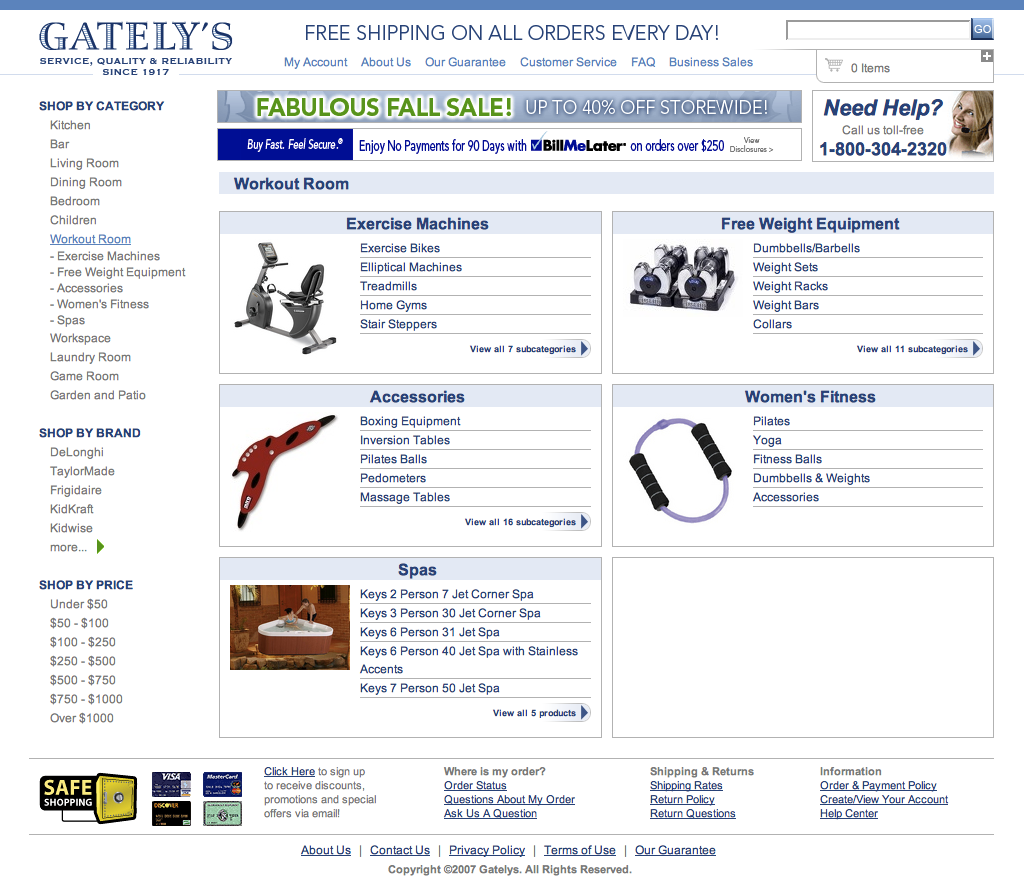 GATELY'S
SERVICE, QUALITY & RELIABILITY
SINCE 1917
FREE SHIPPING ON ALL ORDERS EVERY DAY!
GO
My Account About Us Our Guarantee Customer Service FAQ Business Sales
0 Items
FABULOUS FALL SALE! UP TO 40% OFF STOREWIDE!
Buy Fast. Feel Secure.® Enjoy No Payments for 90 Days with BillMeLater® on orders over $250 View Disclosures >
Need Help?
Call us toll-free
1-800-304-2320
SHOP BY CATEGORY
Kitchen
Bar
Living Room
Dining Room
Bedroom
Children
Workout Room
- Exercise Machines
- Free Weight Equipment
- Accessories
- Women's Fitness
- Spas
Workspace
Laundry Room
Game Room
Garden and Patio
SHOP BY BRAND
DeLonghi
TaylorMade
Frigidaire
KidKraft
Kidwise
more...
SHOP BY PRICE
Under $50
$50 - $100
$100 - $250
$250 - $500
$500 - $750
$750 - $1000
Over $1000
Workout Room
Exercise Machines
Exercise Bikes
Elliptical Machines
Treadmills
Home Gyms
Stair Steppers
View all 7 subcategories
Free Weight Equipment
Dumbbells/Barbells
Weight Sets
Weight Racks
Weight Bars
Collars
View all 11 subcategories
Accessories
Boxing Equipment
Inversion Tables
Pilates Balls
Pedometers
Massage Tables
View all 16 subcategories
Women's Fitness
Pilates
Yoga
Fitness Balls
Dumbbells & Weights
Accessories
Spas
Keys 2 Person 7 Jet Corner Spa
Keys 3 Person 30 Jet Corner Spa
Keys 6 Person 31 Jet Spa
Keys 6 Person 40 Jet Spa with Stainless
Accents
Keys 7 Person 50 Jet Spa
View all 5 products
SAFE
SHOPPING
VISA
MasterCard
DISCOVER
Click Here to sign up
to receive discounts,
promotions and special
offers via email!
Where is my order?
Order Status
Questions About My Order
Ask Us A Question
Shipping & Returns
Shipping Rates
Return Policy
Return Questions
Information
Order & Payment Policy
Create/View Your Account
Help Center
About Us | Contact Us | Privacy Policy | Terms of Use | Our Guarantee
Copyright ©2007 Gatelys. All Rights Reserved.